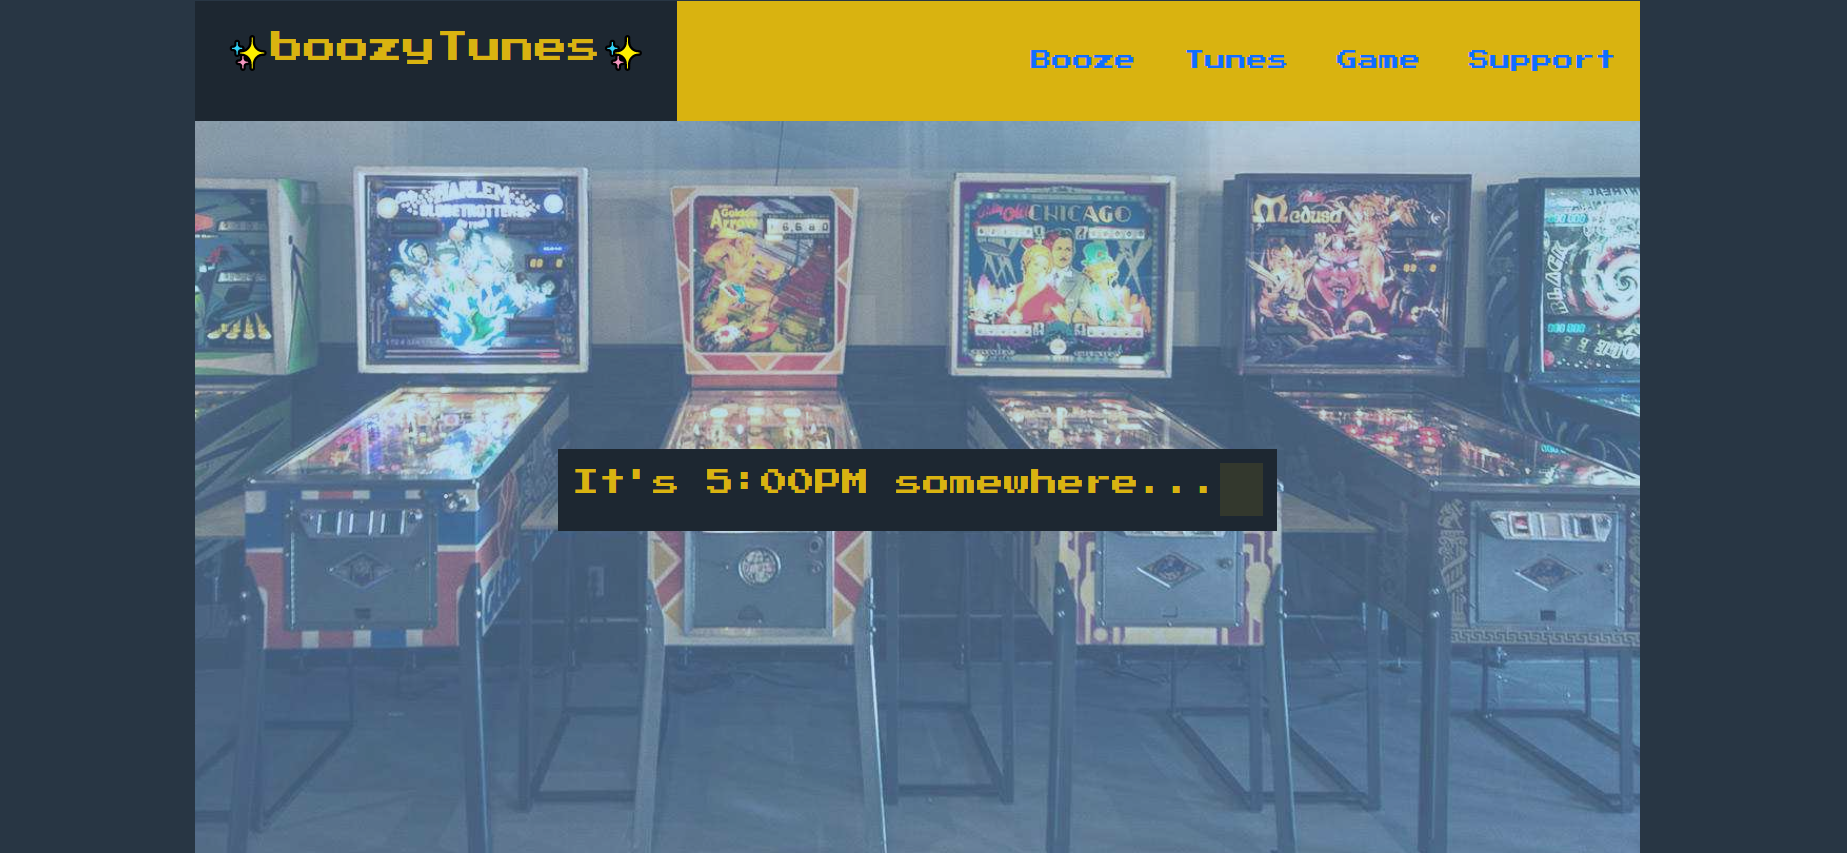 boozyTunes
Booze Tunes Game Support
HARLEM
GLOBETROTTERS
Golden
Arrow
CHICAGO
Medusa
BLACK
It's 5:00PM somewhere...